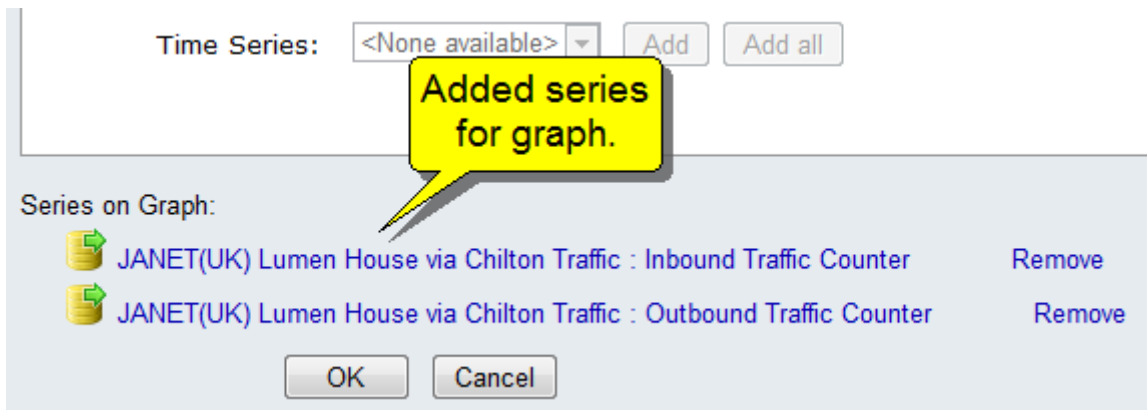 Time Series: <None available> Add Add all
Added series
for graph.
Series on Graph:
JANET(UK) Lumen House via Chilton Traffic : Inbound Traffic Counter Remove
JANET(UK) Lumen House via Chilton Traffic : Outbound Traffic Counter Remove
OK Cancel